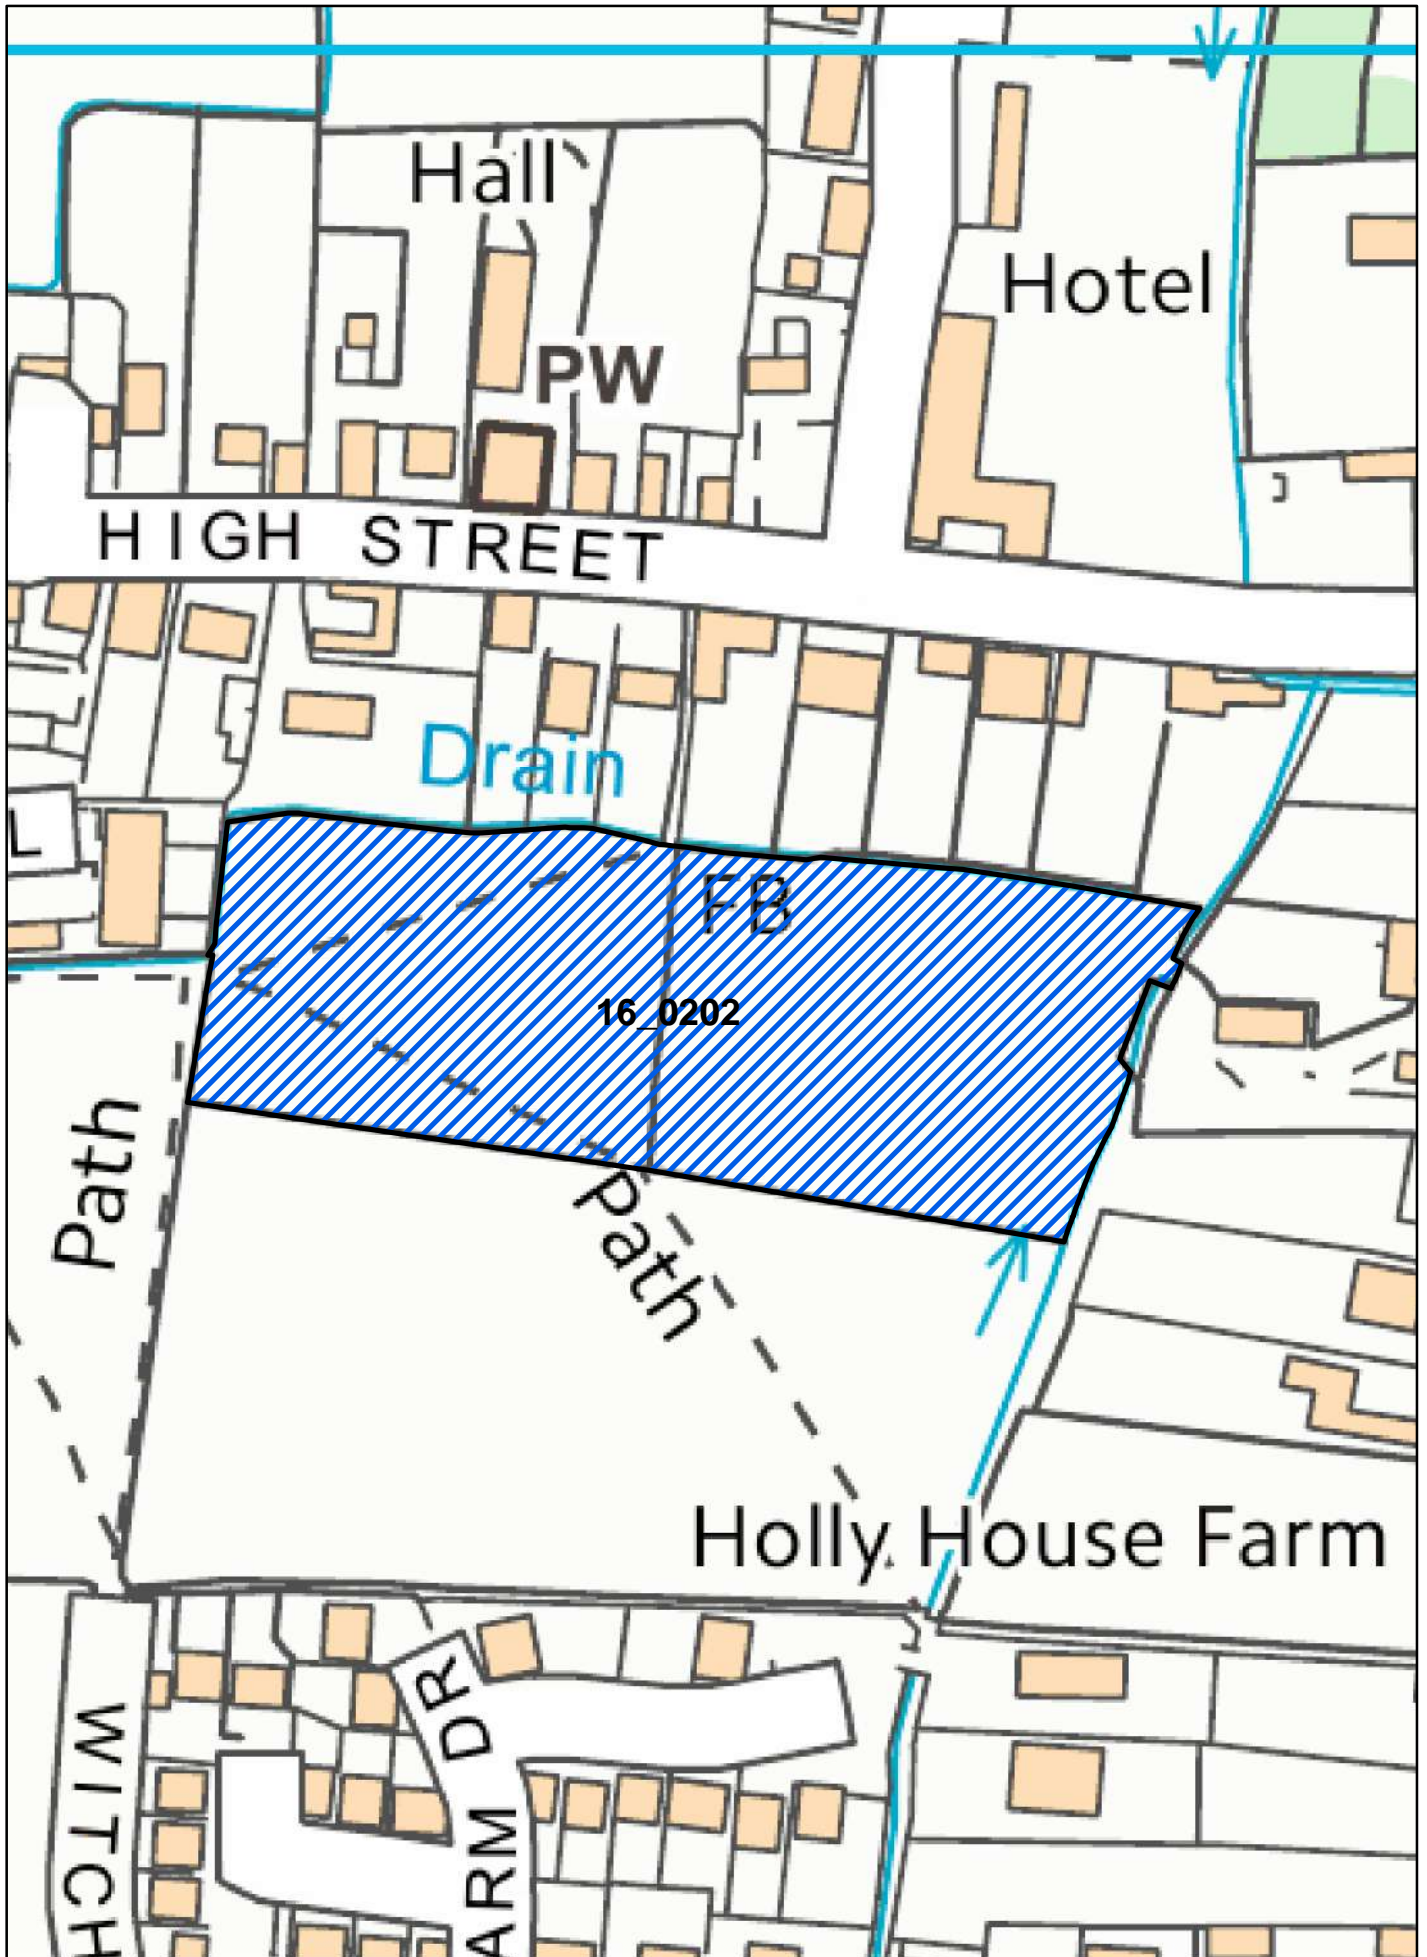 Hall
Hotel
PW
HIGH STREET
Drain
L
FB
16_0202
Path
Path
Holly House Farm
WITCH
ARM DR